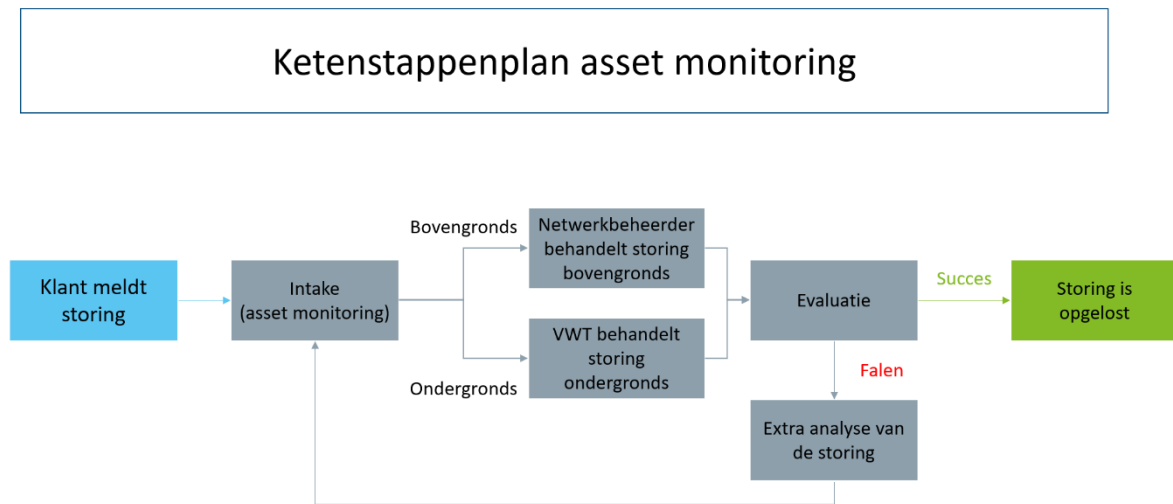 Ketenstappenplan asset monitoring
Bovengronds
Netwerkbeheerder
behandelt storing
bovengronds
Klant meldt
storing
Intake
(asset monitoring)
Evaluatie
Succes
Storing is
opgelost
VWT behandelt
storing
ondergronds
Ondergronds
Falen
Extra analyse van
de storing